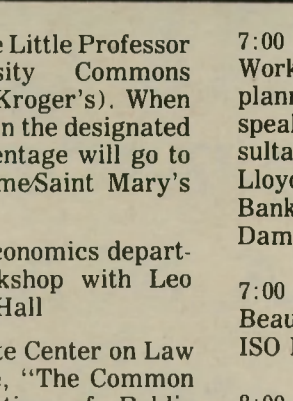 Little Professor
sity Commons
Kroger's). When
n the designated
entage will go to
me/Saint Mary's
conomics depart-
kshop with Leo
Hall
te Center on Law
e, "The Common
7:00
Work
plann
speal
sulta
Lloyd
Bank
Dam
7:00
Beau
ISO